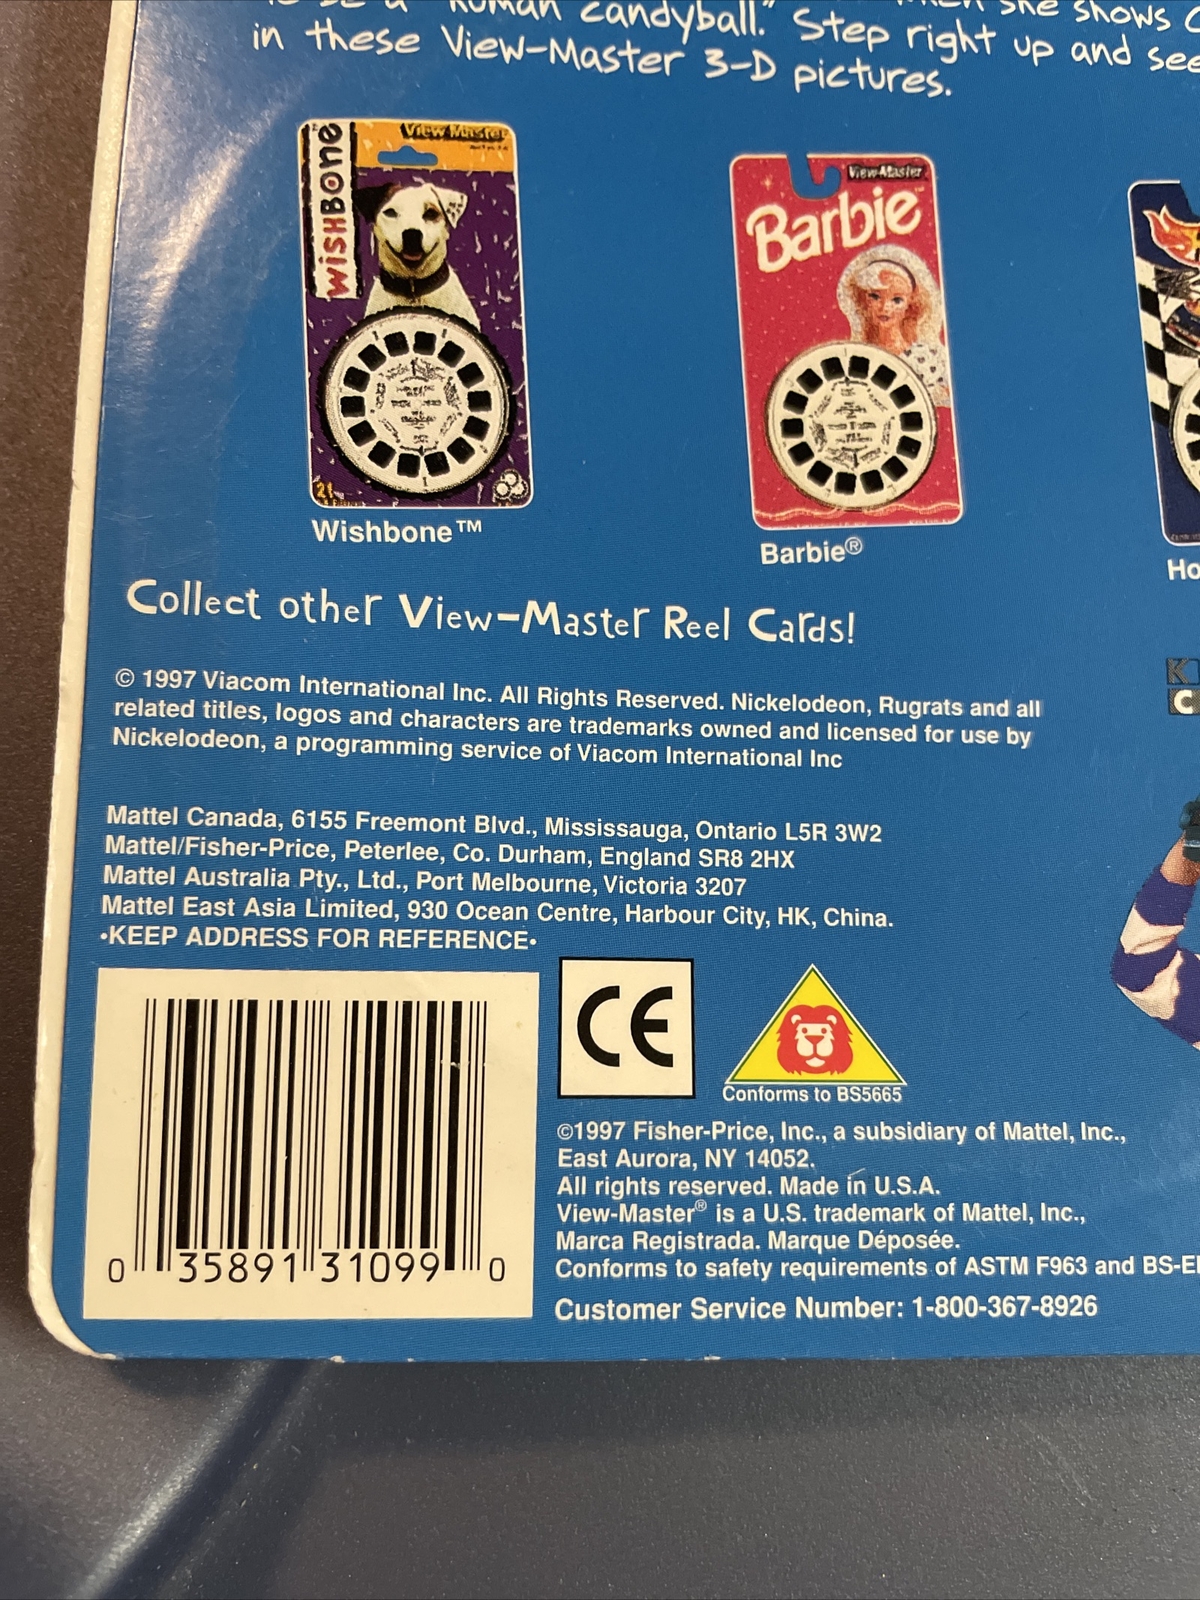 "human candyball." she shows
in these View-Master 3-D pictures. Step right up and see
WISHBONE
View Master
21
Wishbone™
View-Master
Barbie
Barbie®
Ho
Collect other View-Master Reel Cards!
© 1997 Viacom International Inc. All Rights Reserved. Nickelodeon, Rugrats and all
related titles, logos and characters are trademarks owned and licensed for use by
Nickelodeon, a programming service of Viacom International Inc
K
C
Mattel Canada, 6155 Freemont Blvd., Mississauga, Ontario L5R 3W2
Mattel/Fisher-Price, Peterlee, Co. Durham, England SR8 2HX
Mattel Australia Pty., Ltd., Port Melbourne, Victoria 3207
Mattel East Asia Limited, 930 Ocean Centre, Harbour City, HK, China.
•KEEP ADDRESS FOR REFERENCE•
0 35891 31099 0
CE
Conforms to BS5665
©1997 Fisher-Price, Inc., a subsidiary of Mattel, Inc.,
East Aurora, NY 14052.
All rights reserved. Made in U.S.A.
View-Master® is a U.S. trademark of Mattel, Inc.,
Marca Registrada. Marque Déposée.
Conforms to safety requirements of ASTM F963 and BS-E
Customer Service Number: 1-800-367-8926